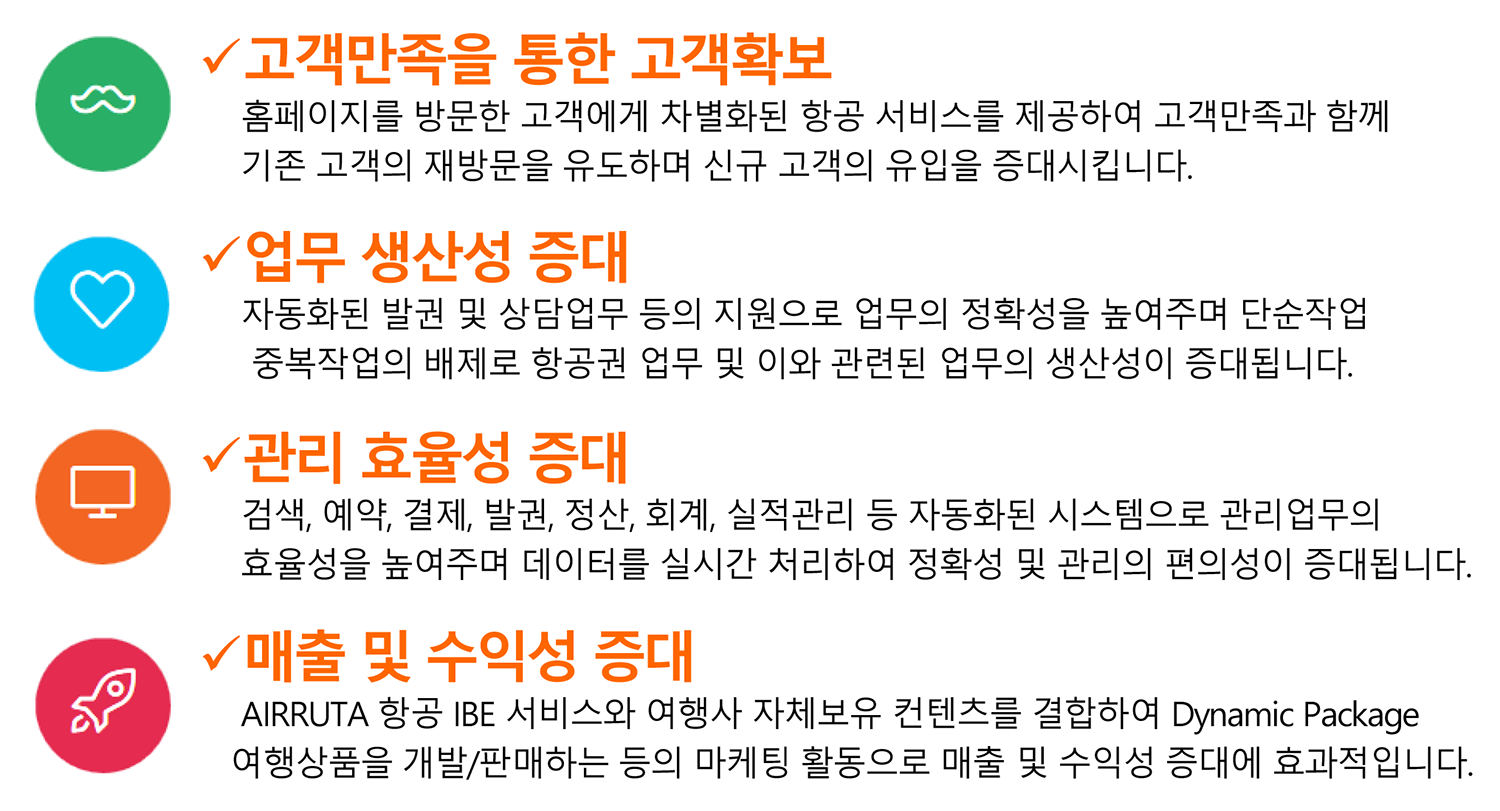 ✓고객만족을 통한 고객확보
홈페이지를 방문한 고객에게 차별화된 항공 서비스를 제공하여 고객만족과 함께
기존 고객의 재방문을 유도하며 신규 고객의 유입을 증대시킵니다.
✓업무 생산성 증대
자동화된 발권 및 상담업무 등의 지원으로 업무의 정확성을 높여주며 단순작업
중복작업의 배제로 항공권 업무 및 이와 관련된 업무의 생산성이 증대됩니다.
✓관리 효율성 증대
검색, 예약, 결제, 발권, 정산, 회계, 실적관리 등 자동화된 시스템으로 관리업무의
효율성을 높여주며 데이터를 실시간 처리하여 정확성 및 관리의 편의성이 증대됩니다.
✓매출 및 수익성 증대
AIRRUTA 항공 IBE 서비스와 여행사 자체보유 컨텐츠를 결합하여 Dynamic Package
여행상품을 개발/판매하는 등의 마케팅 활동으로 매출 및 수익성 증대에 효과적입니다.